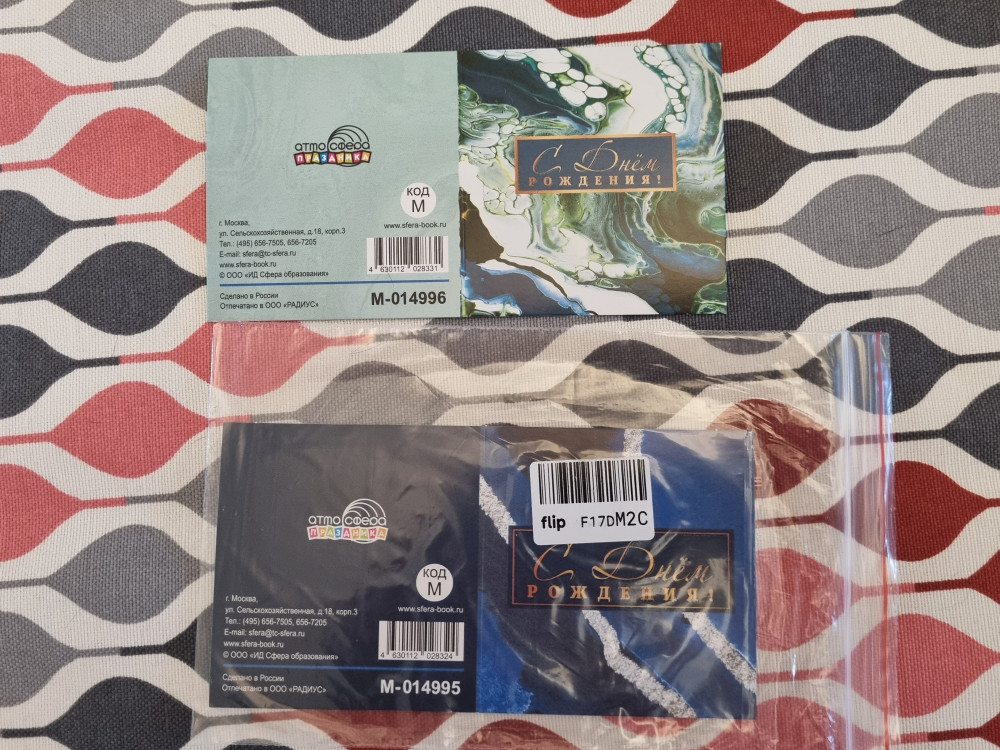 атмосфера
ПРАЗДНИКА
КОД
М
www.sfera-book.ru
г. Москва,
ул. Сельскохозяйственная, д.18, корп.3
Тел.: (495) 656-7505, 656-7205
E-mail: sfera@tc-sfera.ru
www.sfera-book.ru
© ООО «ИД Сфера образования»
4 630112 028331
Сделано в России
Отпечатано в ООО «РАДИУС»
М-014996
С Днём
РОЖДЕНИЯ!
атмосфера
ПРАЗДНИКА
КОД
М
www.sfera-book.ru
г. Москва,
ул. Сельскохозяйственная, д.18, корп.3
Тел.: (495) 656-7505, 656-7205
E-mail: sfera@tc-sfera.ru
www.sfera-book.ru
© ООО «ИД Сфера образования»
4 630112 028324
Сделано в России
Отпечатано в ООО «РАДИУС»
М-014995
flip F17DM2C
С Днём
РОЖДЕНИЯ!